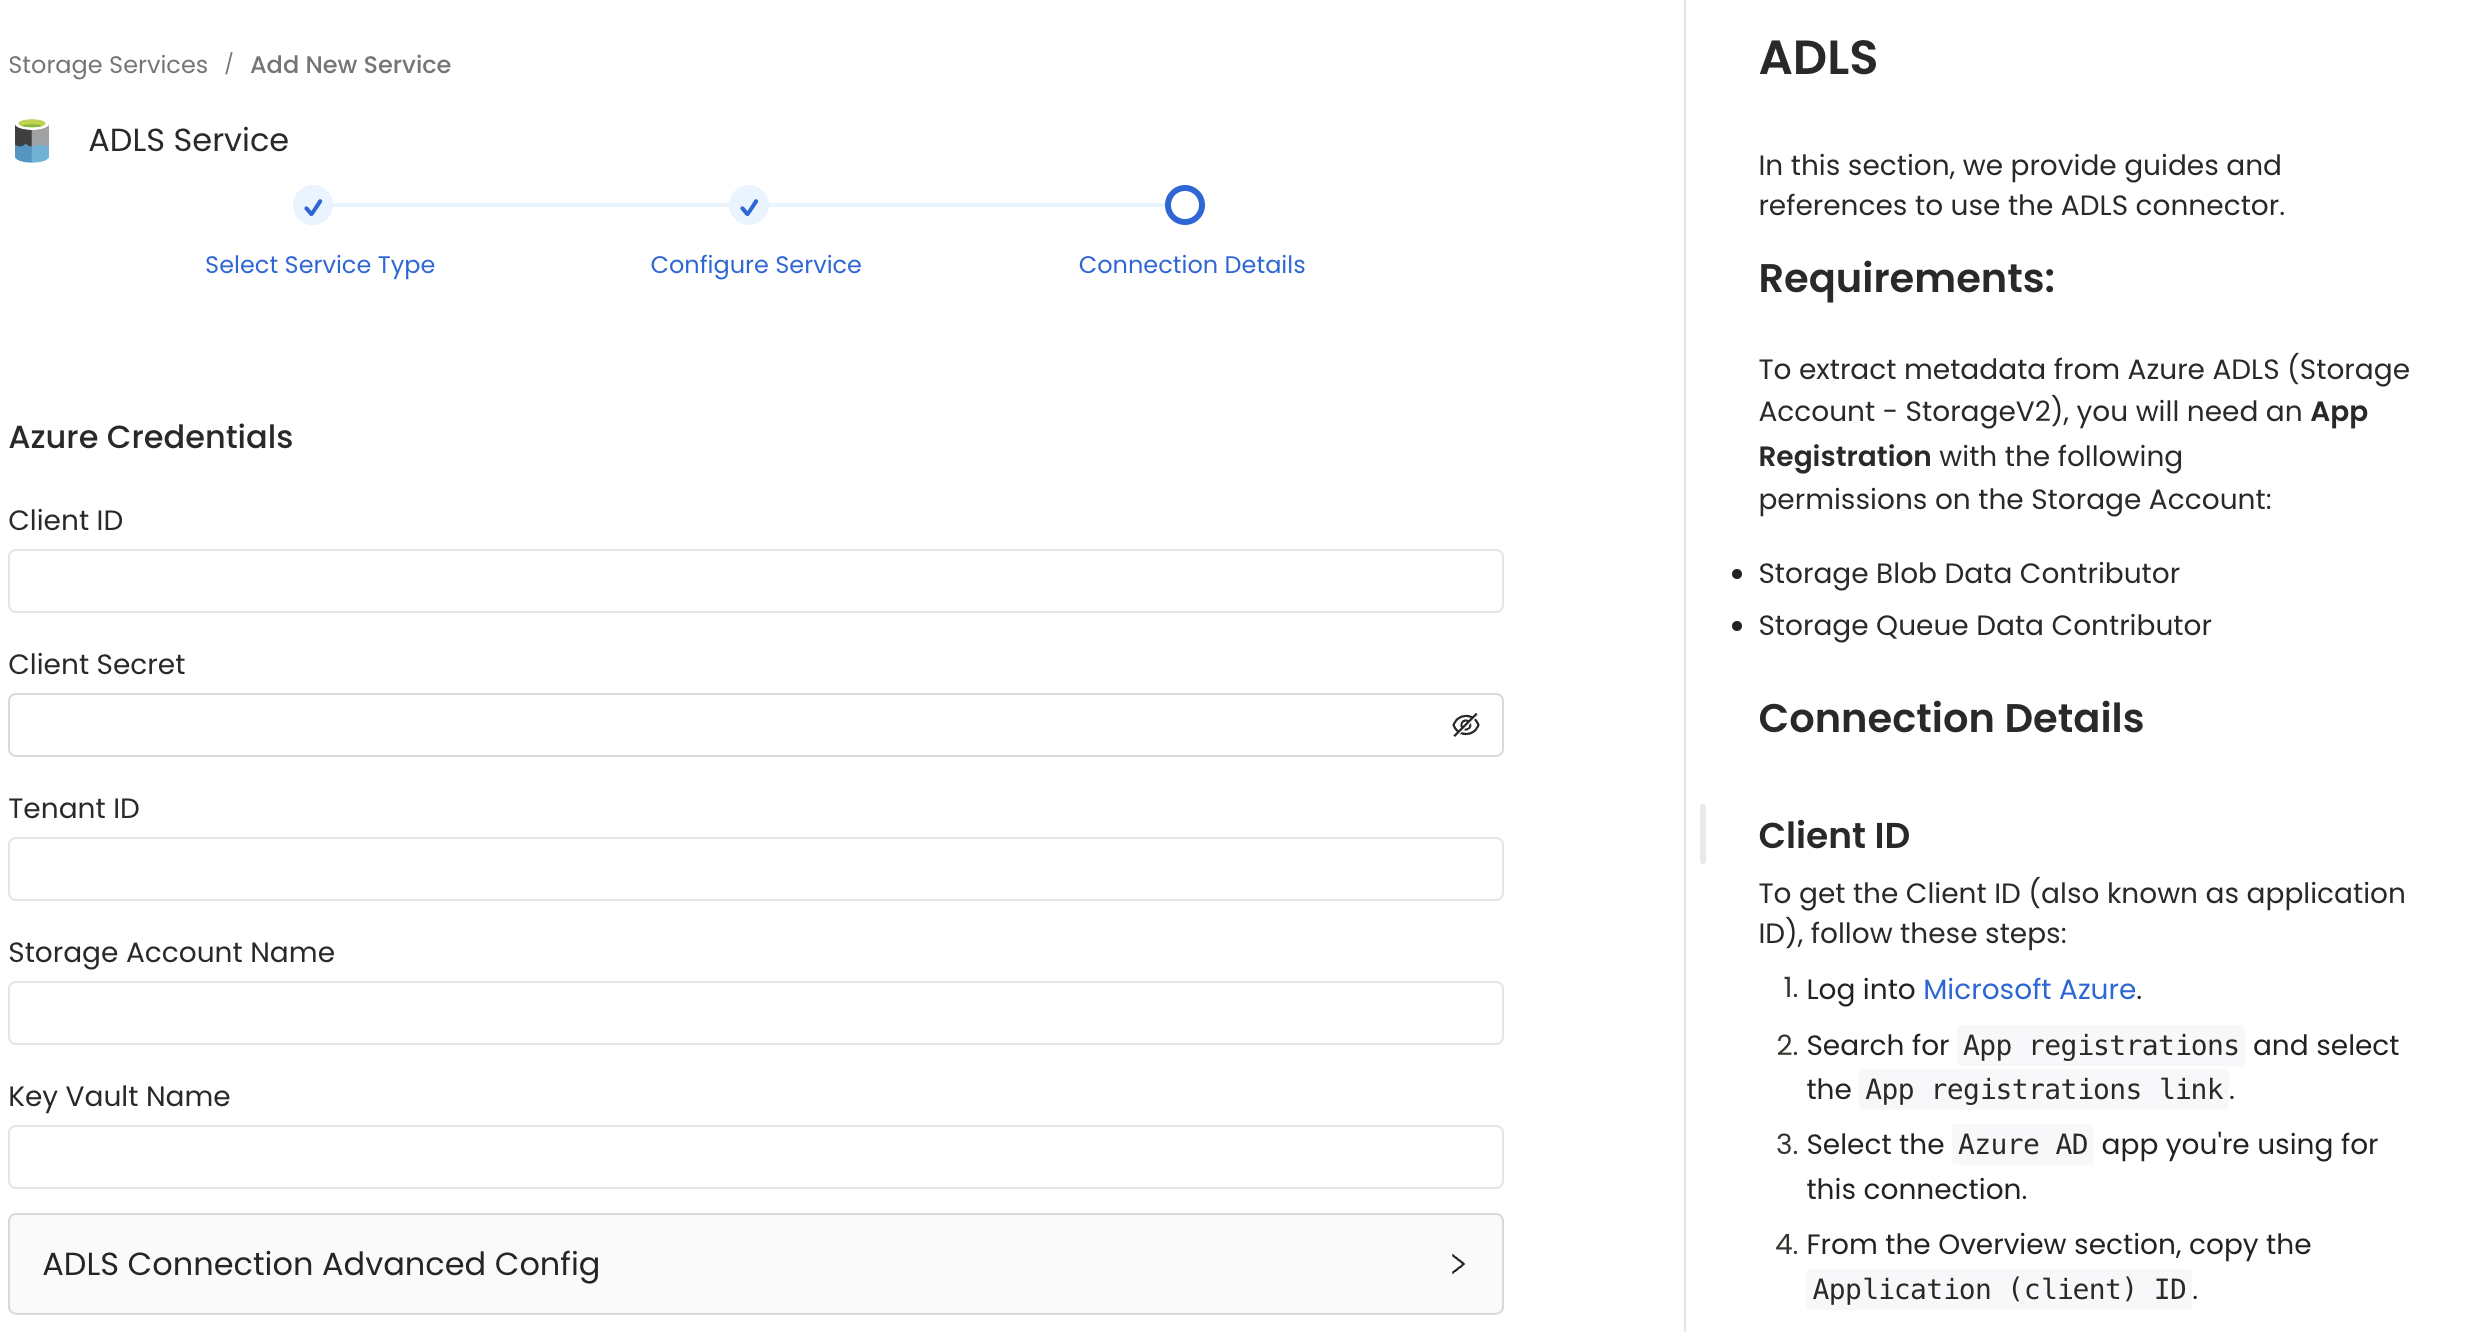 Storage Services / Add New Service
ADLS Service
Select Service Type
Configure Service
Connection Details
Azure Credentials
Client ID
Client Secret
Tenant ID
Storage Account Name
Key Vault Name
ADLS Connection Advanced Config
ADLS
In this section, we provide guides and
references to use the ADLS connector.
Requirements:
To extract metadata from Azure ADLS (Storage
Account - StorageV2), you will need an App
Registration with the following
permissions on the Storage Account:
• Storage Blob Data Contributor
• Storage Queue Data Contributor
Connection Details
Client ID
To get the Client ID (also known as application
ID), follow these steps:
1. Log into Microsoft Azure.
2. Search for App registrations and select
the App registrations link.
3. Select the Azure AD app you're using for
this connection.
4. From the Overview section, copy the
Application (client) ID.